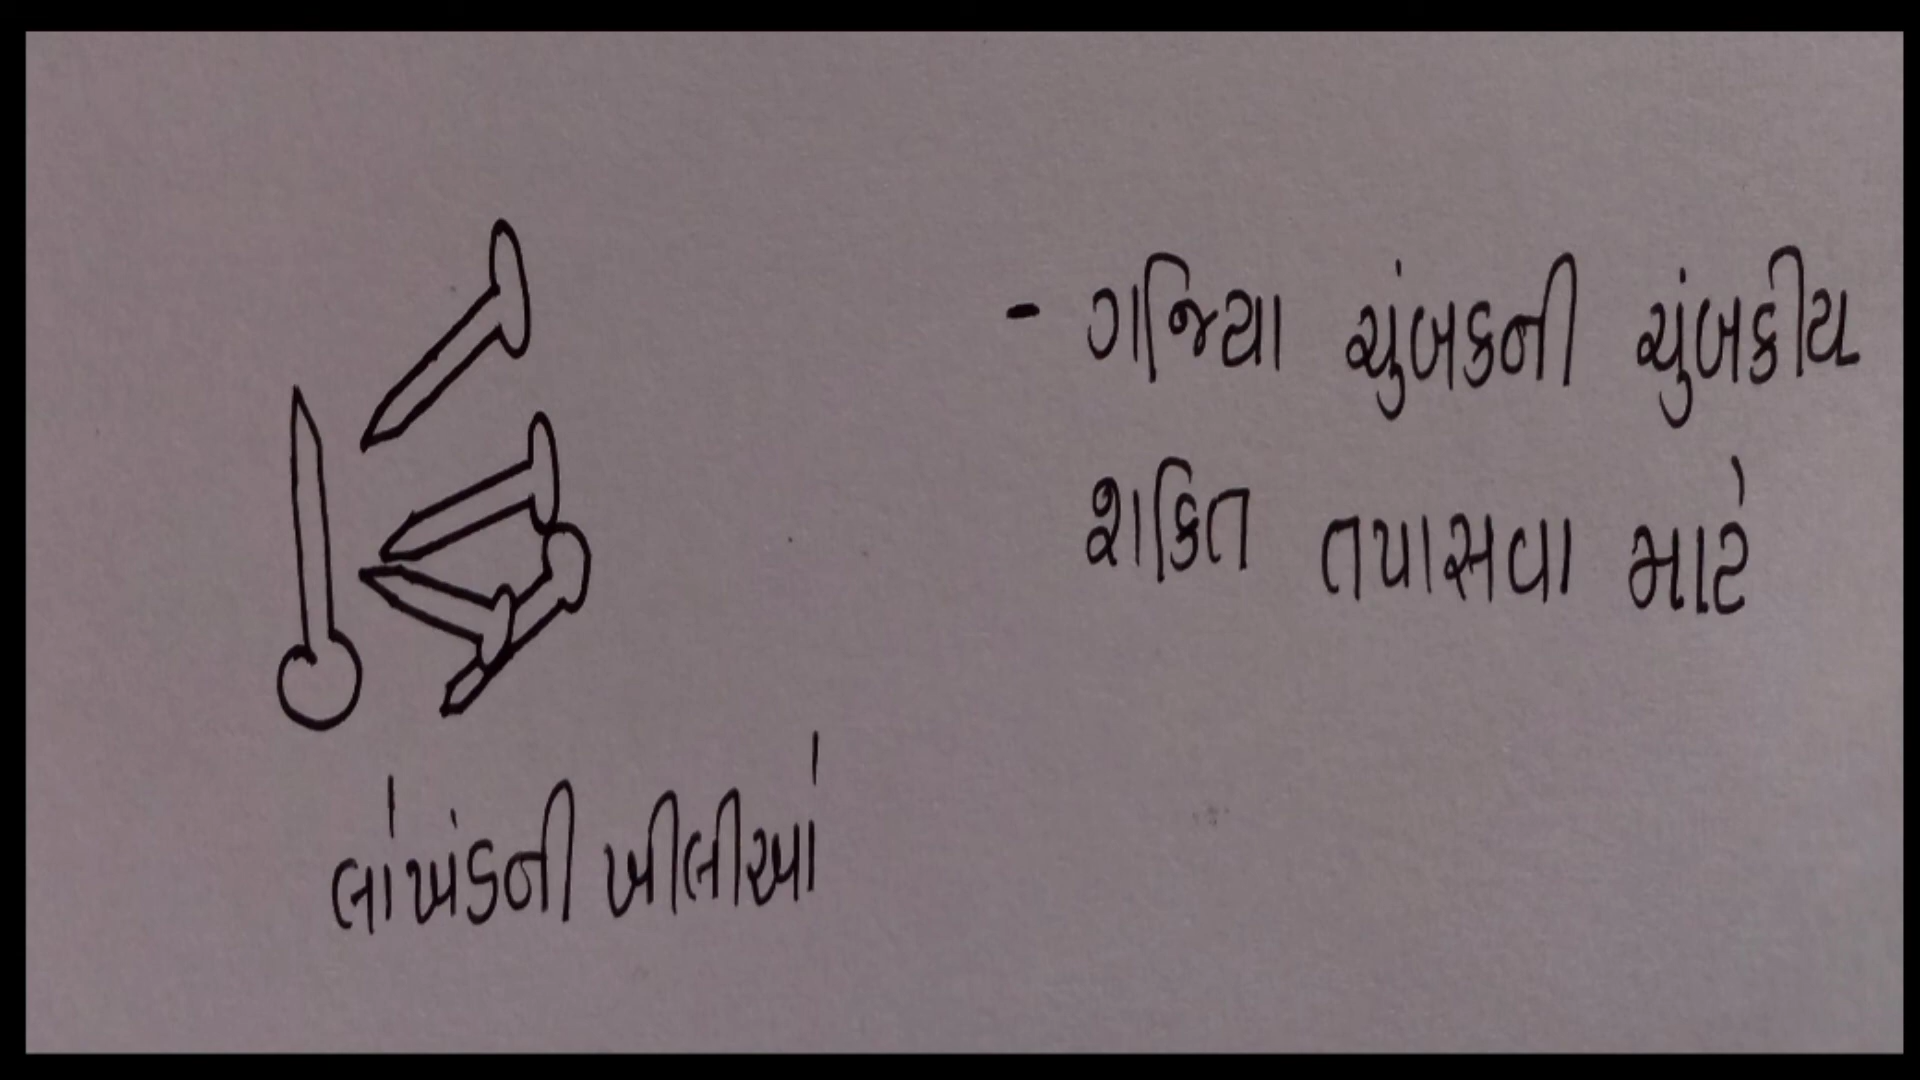 લોખંડની ખીલીઓ
- ગજિયા ચુંબકની ચુંબકીય
શકિત તપાસવા માટે